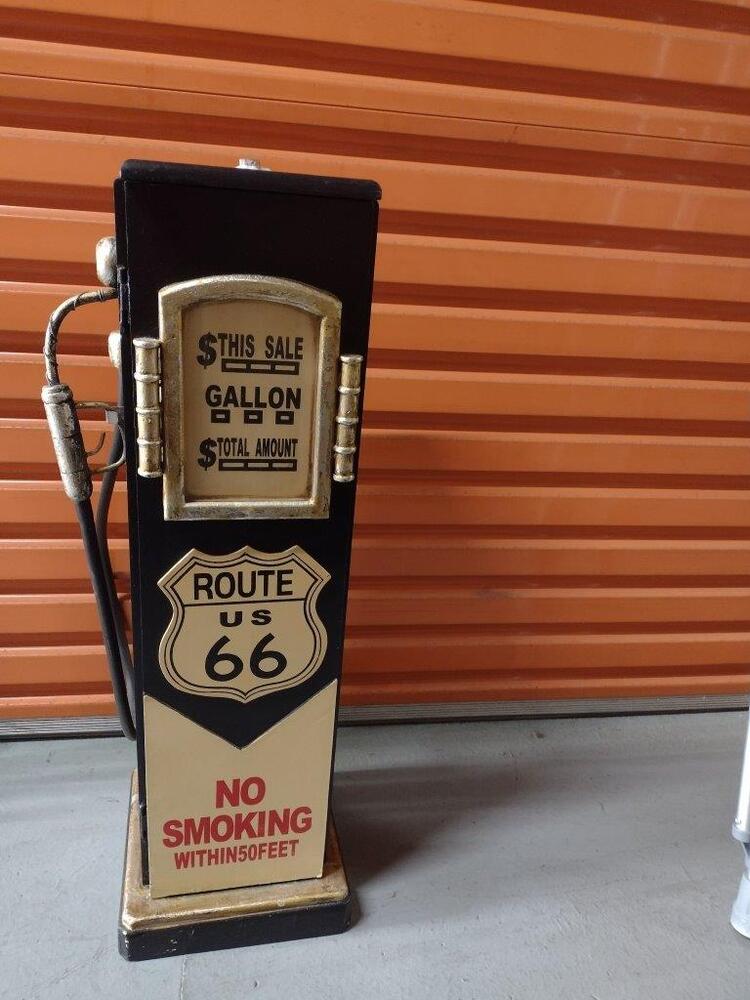 $THIS SALE
GALLON
$TOTAL AMOUNT
ROUTE
US
66
NO
SMOKING
WITHIN50FEET